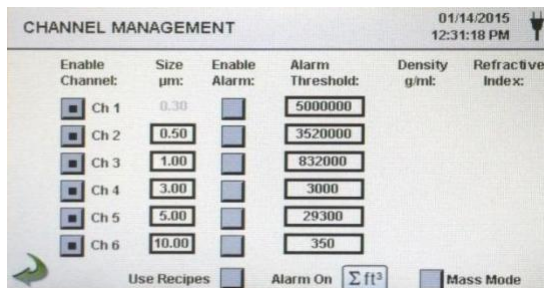 CHANNEL MANAGEMENT
01/14/2015
12:31:18 PM
Enable Channel: Size µm: Enable Alarm: Alarm Threshold: Density g/ml: Refractive Index:
Ch 1 0.30 5000000
Ch 2 0.50 3520000
Ch 3 1.00 832000
Ch 4 3.00 3000
Ch 5 5.00 29300
Ch 6 10.00 350
Use Recipes Alarm On Σft³ Mass Mode